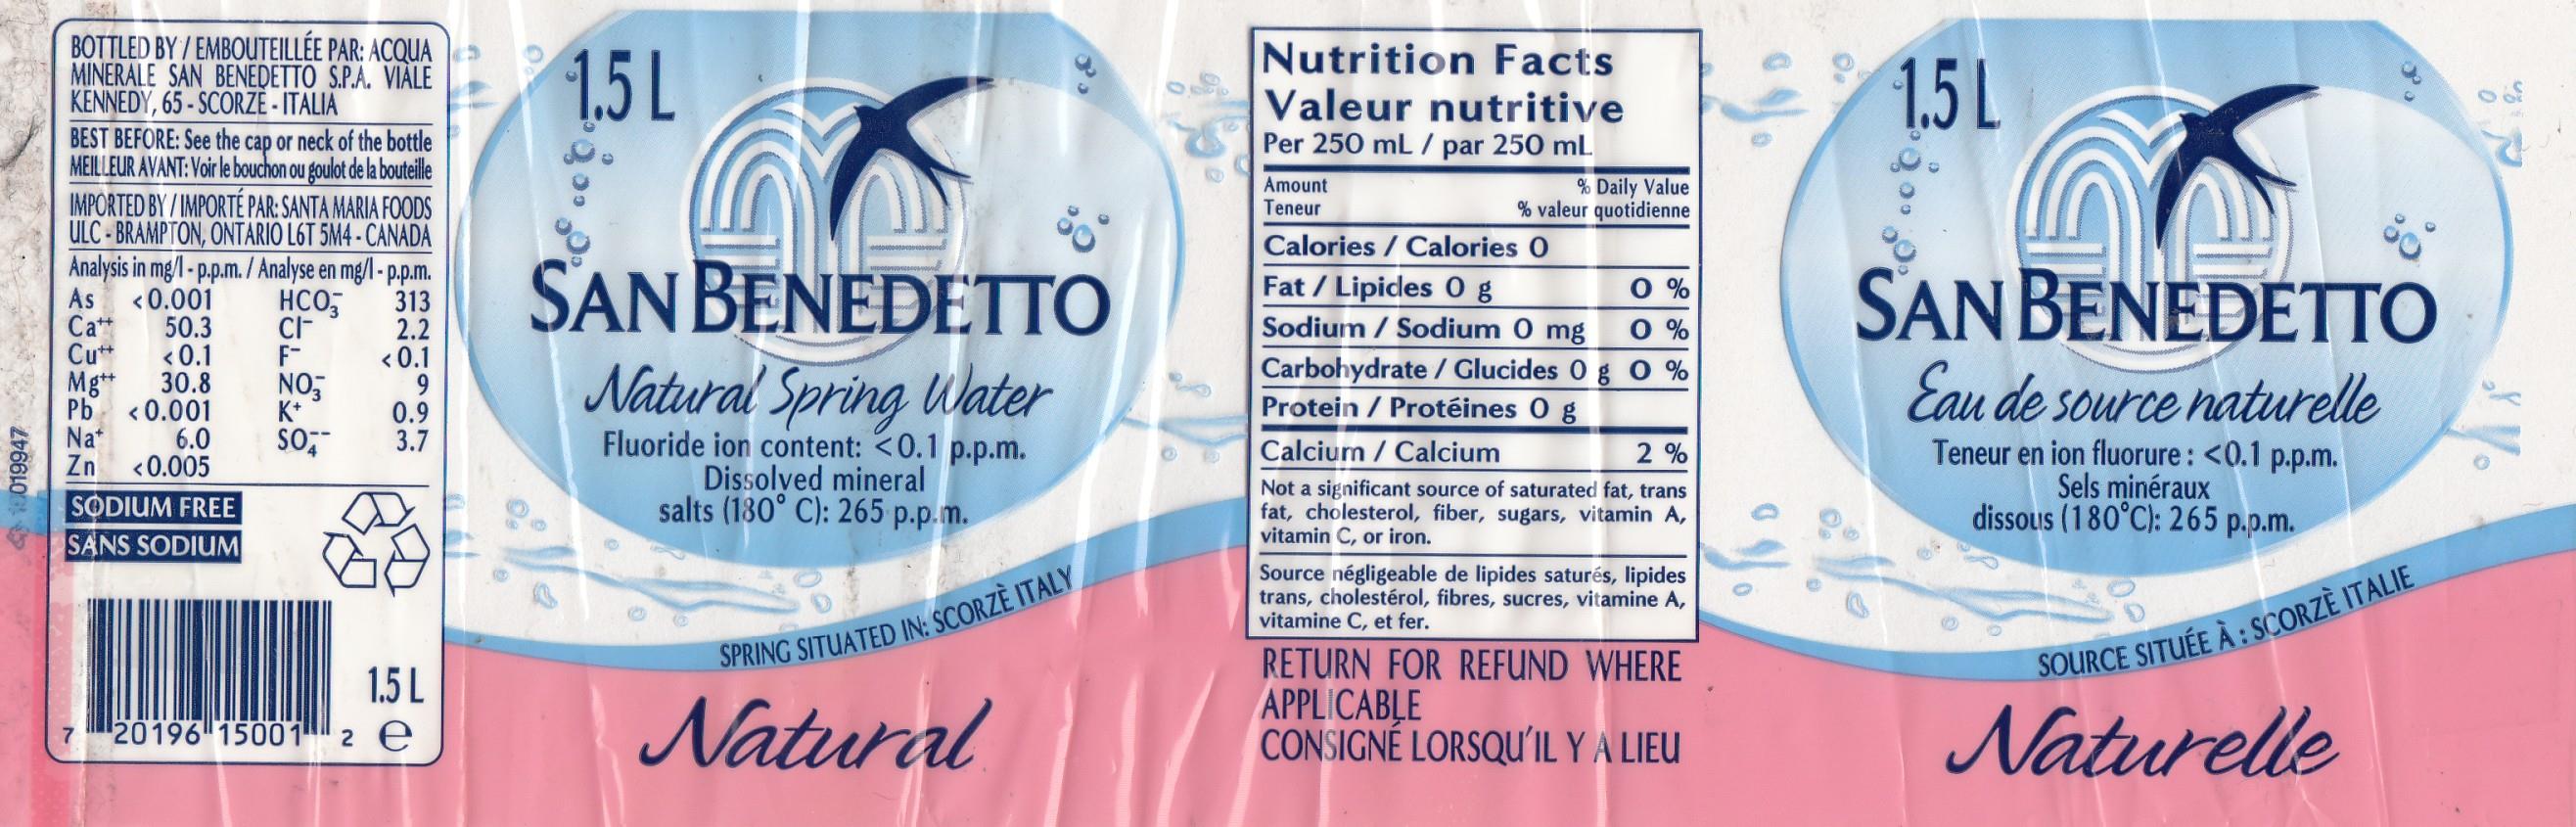 BOTTLED BY / EMBOUTEILLÉE PAR: ACQUA
MINERALE SAN BENEDETTO S.P.A. VIALE
KENNEDY, 65 - SCORZÈ - ITALIA
BEST BEFORE: See the cap or neck of the bottle
MEILLEUR AVANT: Voir le bouchon ou goulot de la bouteille
IMPORTED BY / IMPORTÉ PAR: SANTA MARIA FOODS
ULC - BRAMPTON, ONTARIO L6T 5M4 - CANADA
Analysis in mg/l - p.p.m. / Analyse en mg/l - p.p.m.
As <0.001 HCO₃⁻ 313
Ca⁺⁺ 50.3 Cl⁻ 2.2
Cu⁺⁺ <0.1 F⁻ <0.1
Mg⁺⁺ 30.8 NO₃⁻ 9
Pb <0.001 K⁺ 0.9
Na⁺ 6.0 SO₄⁻⁻ 3.7
Zn <0.005
SODIUM FREE
SANS SODIUM
1.5 L
7 20196 15001 2 e
019947
1.5 L
SAN BENEDETTO
Natural Spring Water
Fluoride ion content: <0.1 p.p.m.
Dissolved mineral
salts (180° C): 265 p.p.m.
SPRING SITUATED IN: SCORZÈ ITALY
Natural
Nutrition Facts
Valeur nutritive
Per 250 mL / par 250 mL
Amount % Daily Value
Teneur % valeur quotidienne
Calories / Calories 0
Fat / Lipides 0 g 0 %
Sodium / Sodium 0 mg 0 %
Carbohydrate / Glucides 0 g 0 %
Protein / Protéines 0 g
Calcium / Calcium 2 %
Not a significant source of saturated fat, trans
fat, cholesterol, fiber, sugars, vitamin A,
vitamin C, or iron.
Source négligeable de lipides saturés, lipides
trans, cholestérol, fibres, sucres, vitamine A,
vitamine C, et fer.
RETURN FOR REFUND WHERE
APPLICABLE
CONSIGNÉ LORSQU'IL Y A LIEU
1.5 L
SAN BENEDETTO
Eau de source naturelle
Teneur en ion fluorure : <0.1 p.p.m.
Sels minéraux
dissous (180°C): 265 p.p.m.
SOURCE SITUÉE À : SCORZÈ ITALIE
Naturelle